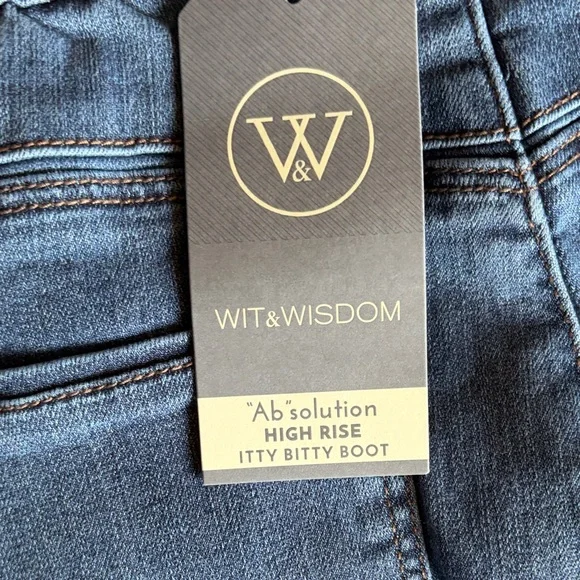 W&W
WIT&WISDOM
"Ab"solution
HIGH RISE
ITTY BITTY BOOT